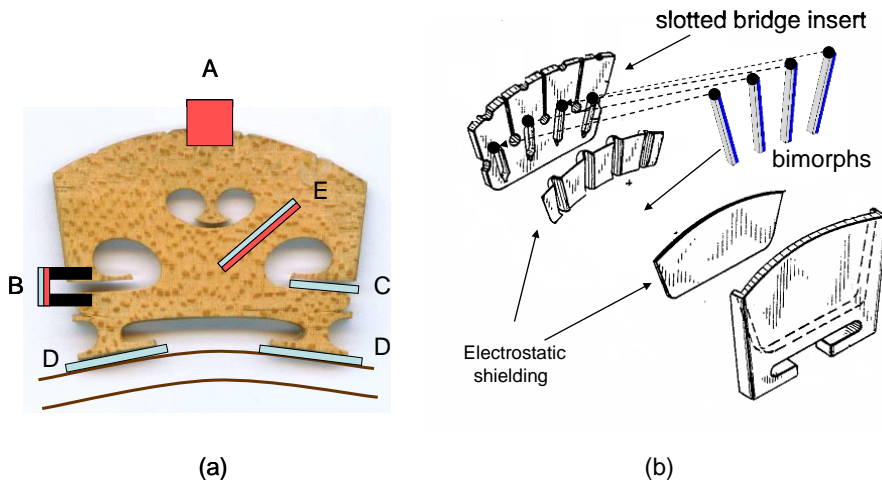 A
E
B
C
D
D
(a)
slotted bridge insert
bimorphs
+
Electrostatic
shielding
(b)